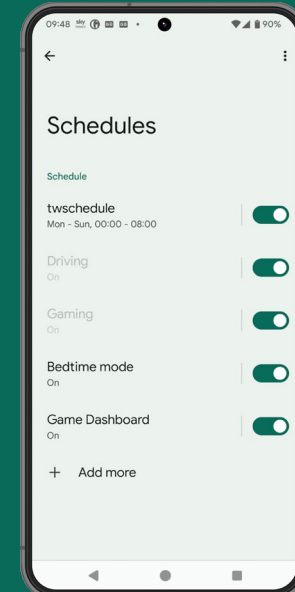 09:48
90%
Schedules
Schedule
twschedule
Mon - Sun, 00:00 - 08:00
Driving
On
Gaming
On
Bedtime mode
On
Game Dashboard
On
+ Add more